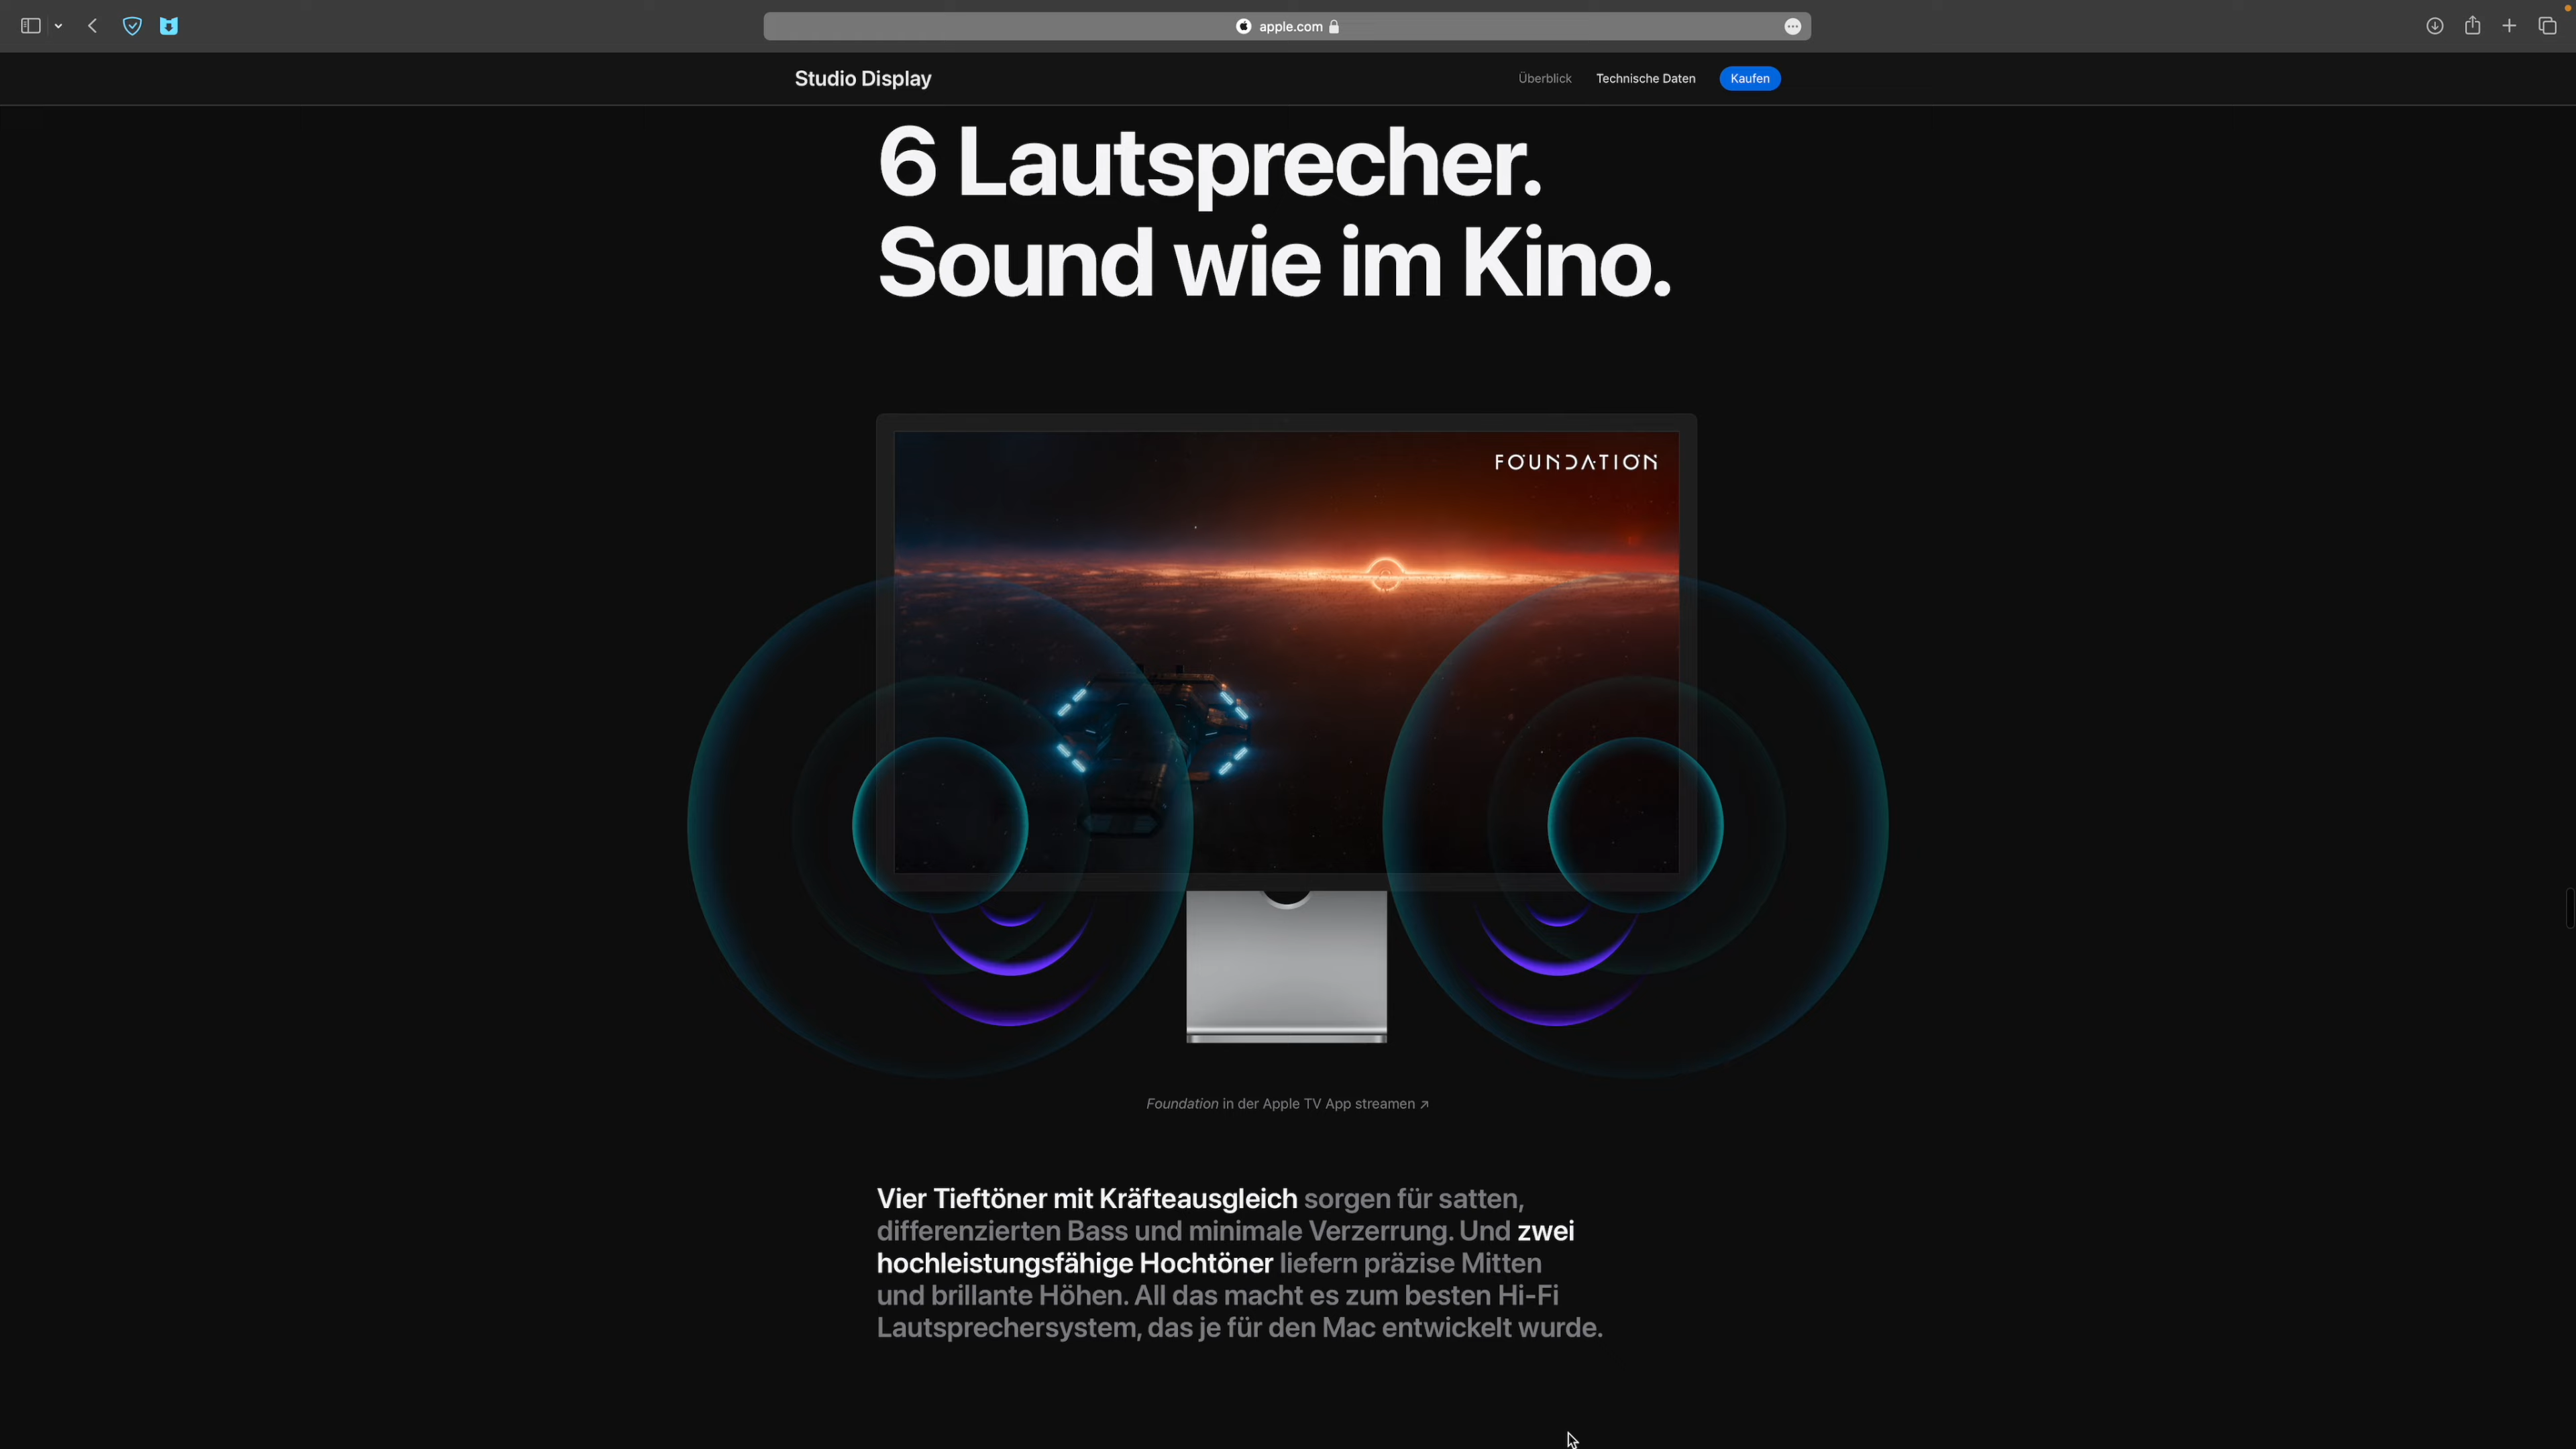 apple.com
Studio Display
Überblick
Technische Daten
Kaufen
6 Lautsprecher.
Sound wie im Kino.
FOUNDATION
Foundation in der Apple TV App streamen ↗
Vier Tieftöner mit Kräfteausgleich sorgen für satten,
differenzierten Bass und minimale Verzerrung. Und zwei
hochleistungsfähige Hochtöner liefern präzise Mitten
und brillante Höhen. All das macht es zum besten Hi-Fi
Lautsprechersystem, das je für den Mac entwickelt wurde.